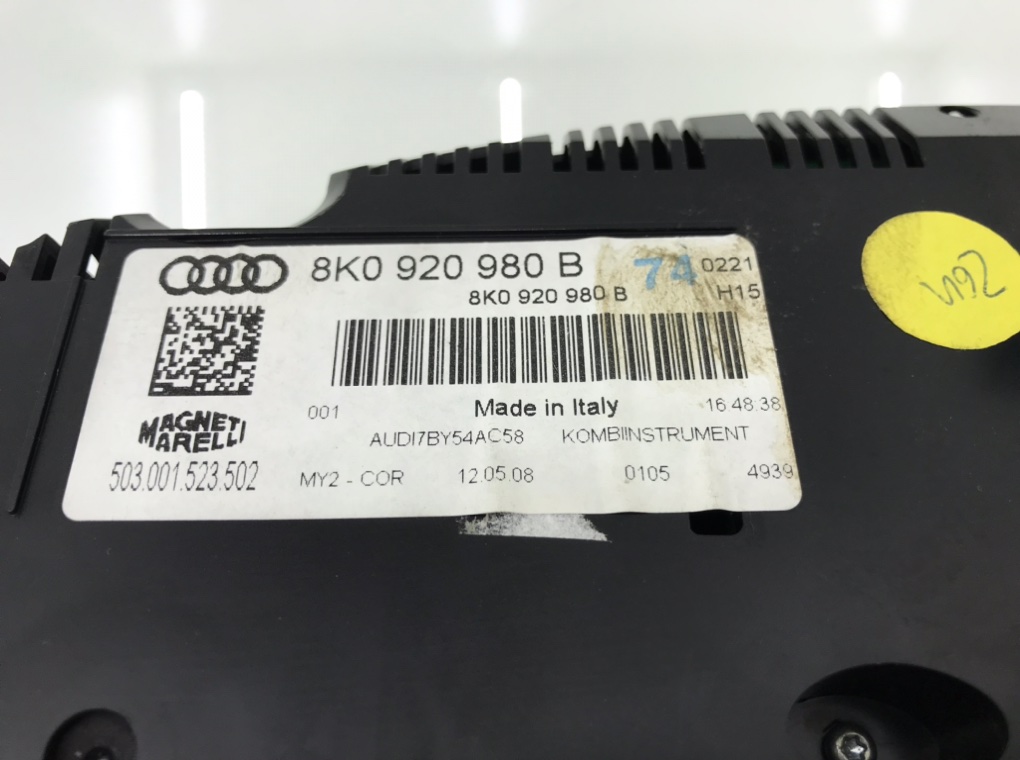 8K0 920 980 B 74 0221
8K0 920 980 B H15
001 Made in Italy 16:48:38
MAGNETI
MARELLI
AUDI7BY54AC58 KOMBIINSTRUMENT
503.001.523.502 MY2 - COR 12.05.08 0105 4939